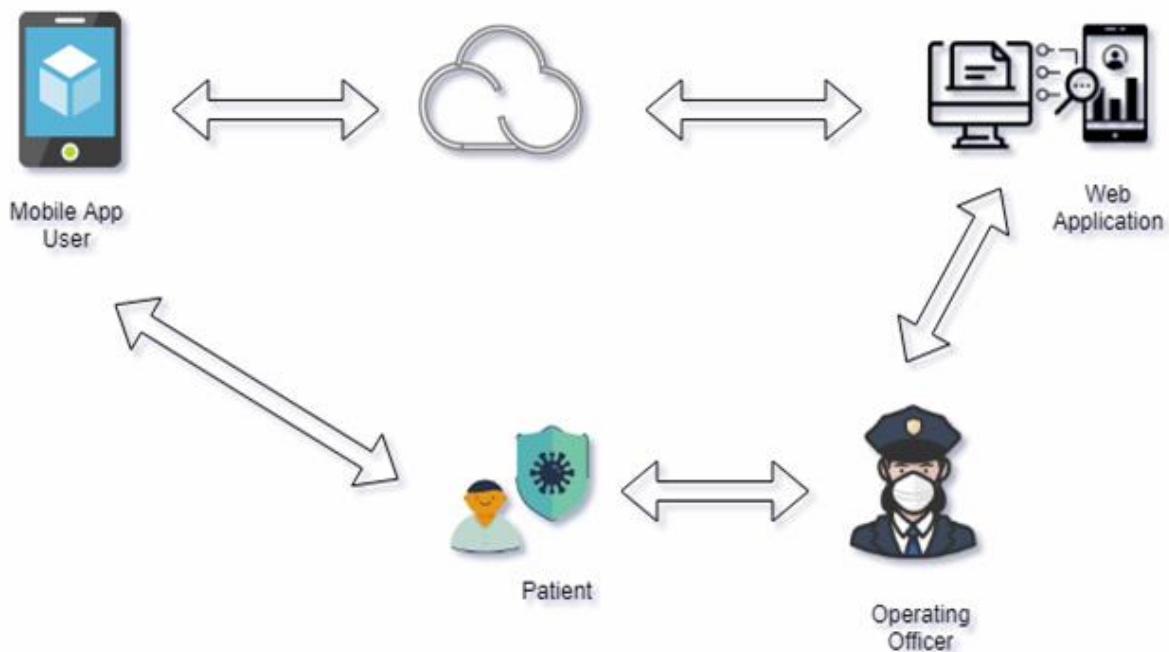 Mobile App
User
Web
Application
Patient
Operating
Officer